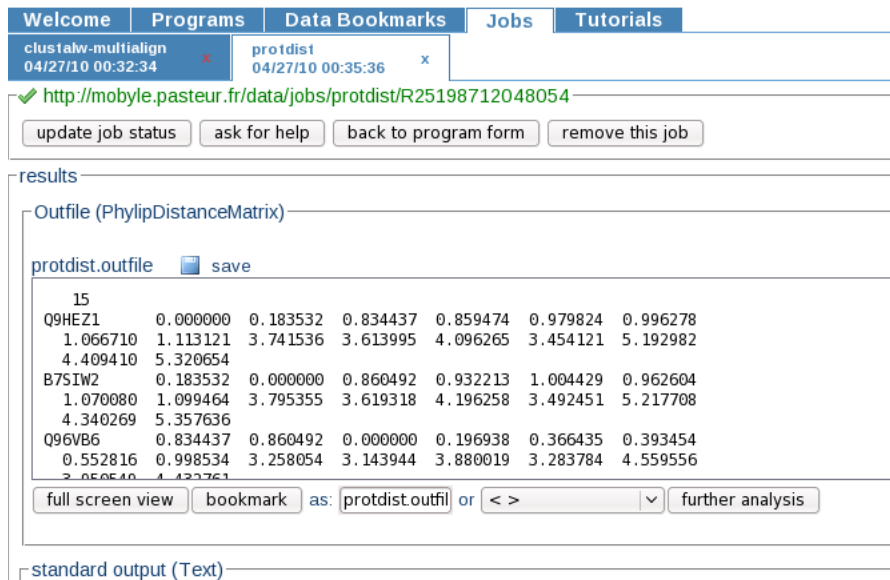 Welcome Programs Data Bookmarks Jobs Tutorials
clustalw-multialign
04/27/10 00:32:34 x
protdist
04/27/10 00:35:36 x
http://mobyle.pasteur.fr/data/jobs/protdist/R25198712048054
update job status ask for help back to program form remove this job
results
Outfile (PhylipDistanceMatrix)
protdist.outfile save
15
Q9HEZ1 0.000000 0.183532 0.834437 0.859474 0.979824 0.996278
1.066710 1.113121 3.741536 3.613995 4.096265 3.454121 5.192982
4.409410 5.320654
B7SIW2 0.183532 0.000000 0.860492 0.932213 1.004429 0.962604
1.070080 1.099464 3.795355 3.619318 4.196258 3.492451 5.217708
4.340269 5.357636
Q96VB6 0.834437 0.860492 0.000000 0.196938 0.366435 0.393454
0.552816 0.998534 3.258054 3.143944 3.880019 3.283784 4.559556
full screen view bookmark as: protdist.outfil or < > further analysis
standard output (Text)